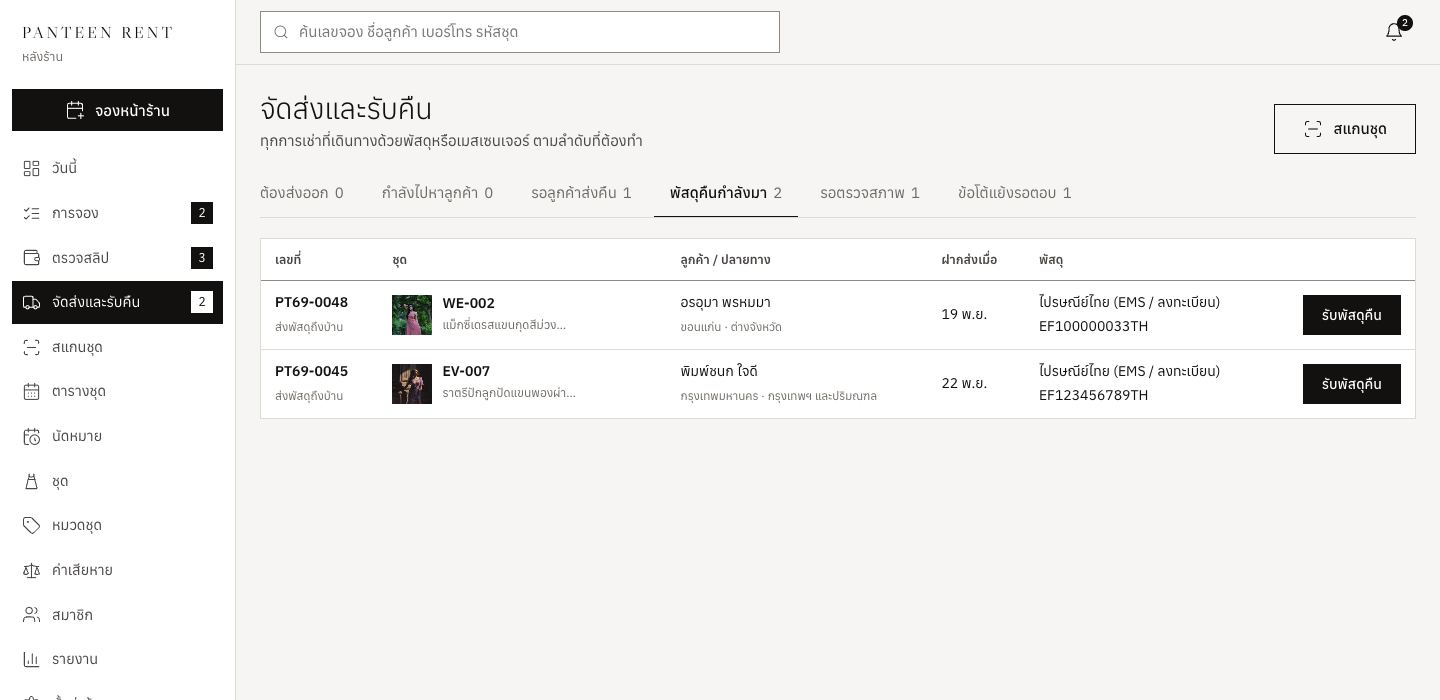 PANTEEN RENT
หลังร้าน
จองหน้าร้าน
วันนี้
การจอง 2
ตรวจสลิป 3
จัดส่งและรับคืน 2
สแกนชุด
ตารางชุด
นัดหมาย
ชุด
หมวดชุด
ค่าเสียหาย
สมาชิก
รายงาน
ค้นเลขจอง ชื่อลูกค้า เบอร์โทร รหัสชุด
2
จัดส่งและรับคืน
ทุกการเช่าที่เดินทางด้วยพัสดุหรือเมสเซนเจอร์ ตามลำดับที่ต้องทำ
สแกนชุด
ต้องส่งออก 0 กำลังไปหาลูกค้า 0 รอลูกค้าส่งคืน 1 พัสดุคืนกำลังมา 2 รอตรวจสภาพ 1 ข้อโต้แย้งรอตอบ 1
เลขที่ ชุด ลูกค้า / ปลายทาง ฝากส่งเมื่อ พัสดุ
PT69-0048 WE-002 อรอุมา พรหมมา 19 พ.ย. ไปรษณีย์ไทย (EMS / ลงทะเบียน) รับพัสดุคืน
ส่งพัสดุถึงบ้าน แม็กซี่เดรสแขนกุดสีม่วง... ขอนแก่น · ต่างจังหวัด EF100000033TH
PT69-0045 EV-007 พิมพ์ชนก ใจดี 22 พ.ย. ไปรษณีย์ไทย (EMS / ลงทะเบียน) รับพัสดุคืน
ส่งพัสดุถึงบ้าน ราตรีปักลูกปัดแขนพองผ่า... กรุงเทพมหานคร · กรุงเทพฯ และปริมณฑล EF123456789TH